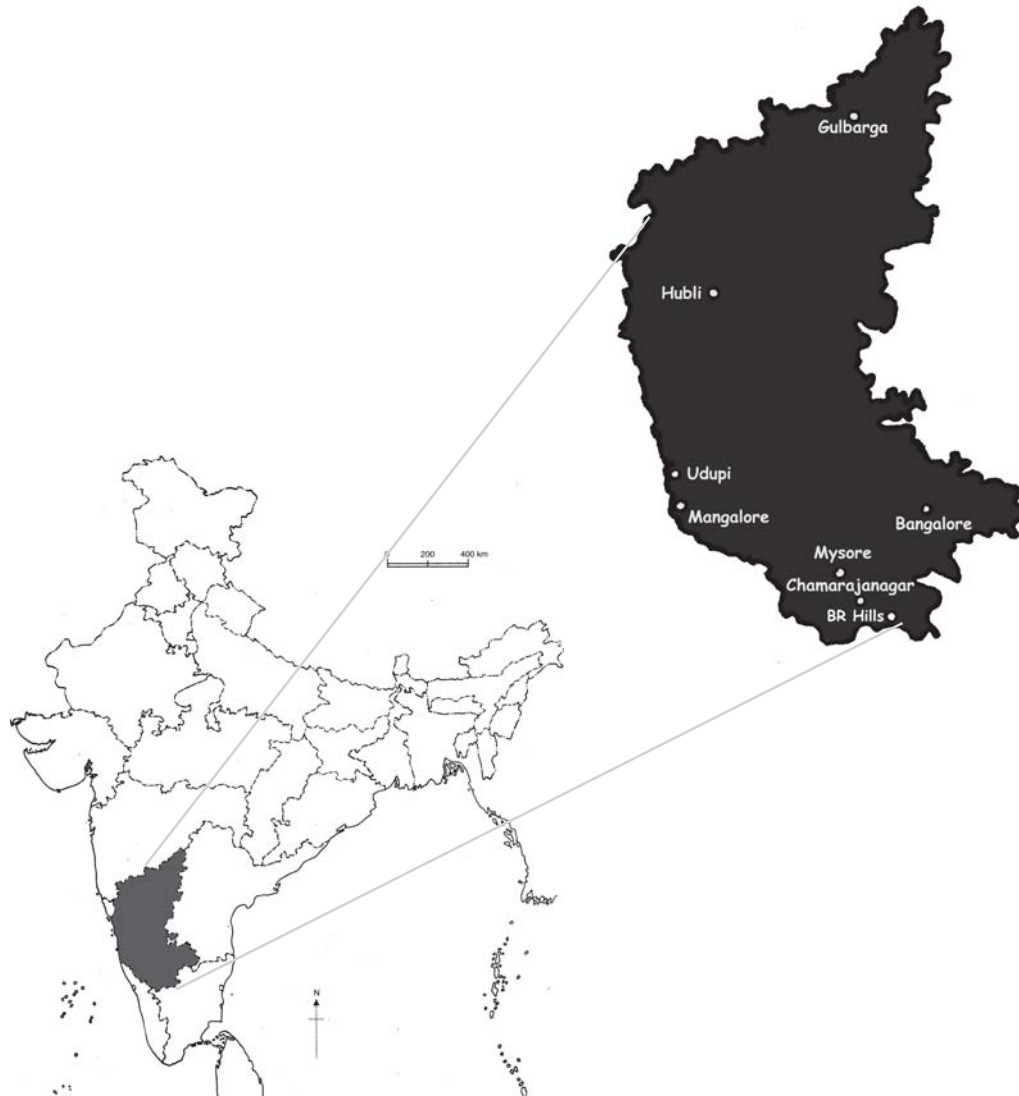 Gulbarga
Hubli
Udupi
Mangalore
Bangalore
Mysore
Chamarajanagar
BR Hills
0 200 400 km
N